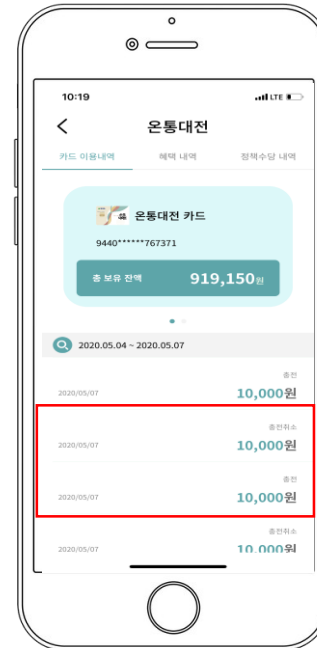 10:19 LTE
온통대전
카드 이용내역 혜택 내역 정책수당 내역
온통대전 카드
9440******767371
총 보유 잔액 919,150원
2020.05.04 ~ 2020.05.07
충전
2020/05/07 10,000원
충전취소
2020/05/07 10,000원
충전
2020/05/07 10,000원
충전취소
2020/05/07 10,000원